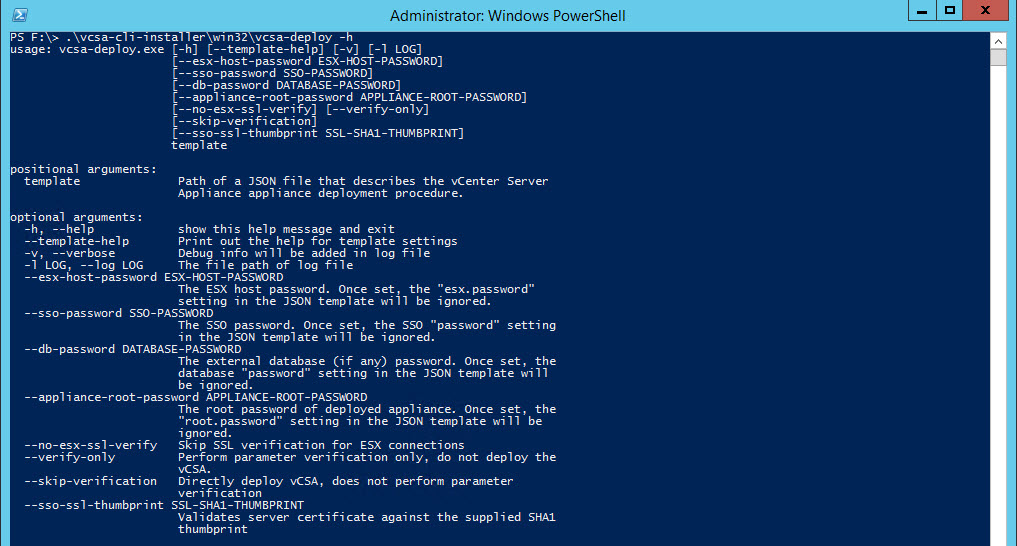 Administrator: Windows PowerShell
PS F:\> .\vcsa-cli-installer\win32\vcsa-deploy -h
usage: vcsa-deploy.exe [-h] [--template-help] [-v] [-l LOG]
[--esx-host-password ESX-HOST-PASSWORD]
[--sso-password SSO-PASSWORD]
[--db-password DATABASE-PASSWORD]
[--appliance-root-password APPLIANCE-ROOT-PASSWORD]
[--no-esx-ssl-verify] [--verify-only]
[--skip-verification]
[--sso-ssl-thumbprint SSL-SHA1-THUMBPRINT]
template
positional arguments:
template Path of a JSON file that describes the vCenter Server
Appliance appliance deployment procedure.
optional arguments:
-h, --help show this help message and exit
--template-help Print out the help for template settings
-v, --verbose Debug info will be added in log file
-l LOG, --log LOG The file path of log file
--esx-host-password ESX-HOST-PASSWORD
The ESX host password. Once set, the "esx.password"
setting in the JSON template will be ignored.
--sso-password SSO-PASSWORD
The SSO password. Once set, the SSO "password" setting
in the JSON template will be ignored.
--db-password DATABASE-PASSWORD
The external database (if any) password. Once set, the
database "password" setting in the JSON template will
be ignored.
--appliance-root-password APPLIANCE-ROOT-PASSWORD
The root password of deployed appliance. Once set, the
"root.password" setting in the JSON template will be
ignored.
--no-esx-ssl-verify Skip SSL verification for ESX connections
--verify-only Perform parameter verification only, do not deploy the
vCSA.
--skip-verification Directly deploy vCSA, does not perform parameter
verification
--sso-ssl-thumbprint SSL-SHA1-THUMBPRINT
Validates server certificate against the supplied SHA1
thumbprint